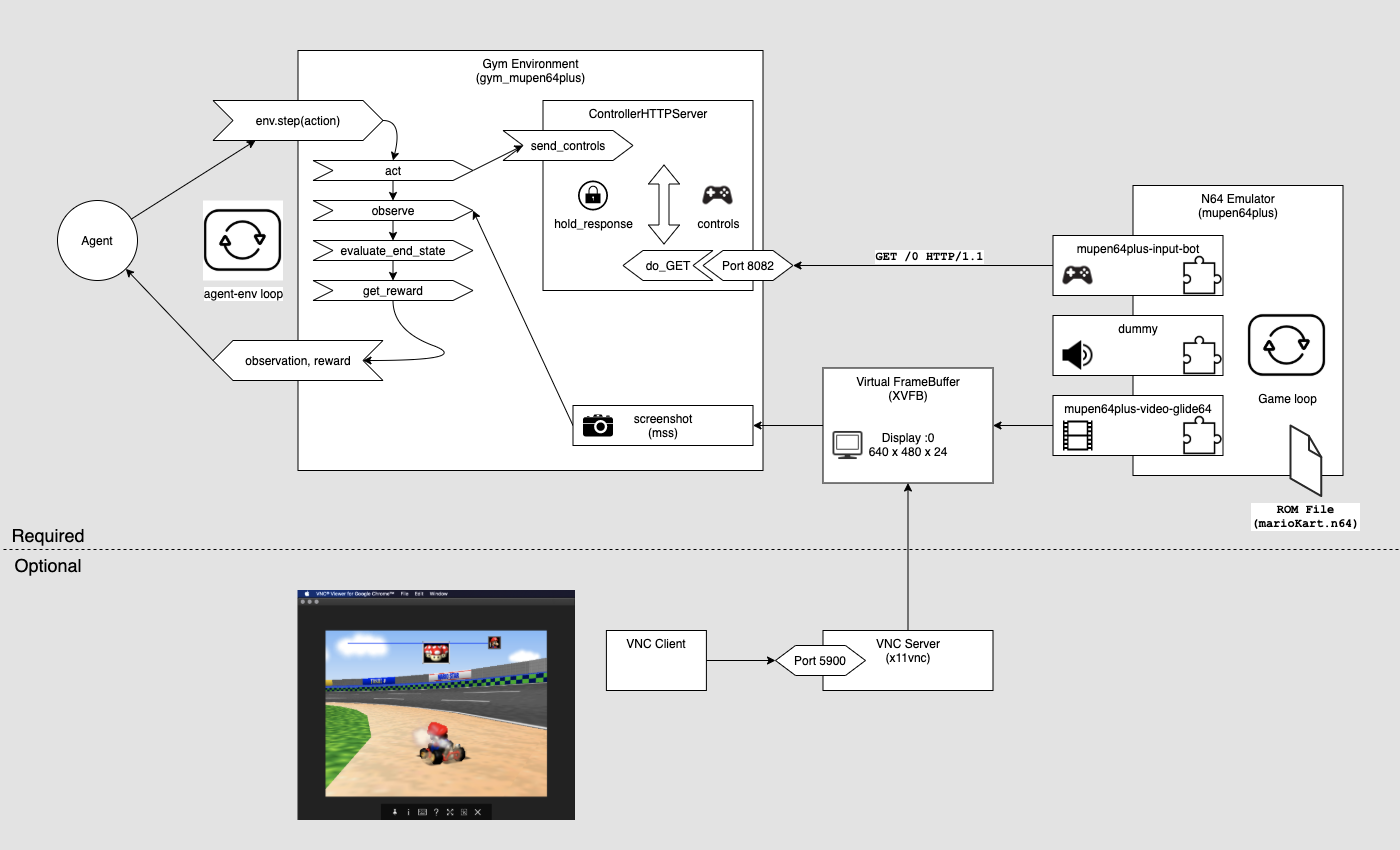 Gym Environment
(gym_mupen64plus)
env.step(action)
act
observe
evaluate_end_state
get_reward
observation, reward
Agent
agent-env loop
ControllerHTTPServer
send_controls
hold_response
controls
do_GET
Port 8082
GET /0 HTTP/1.1
N64 Emulator
(mupen64plus)
mupen64plus-input-bot
dummy
mupen64plus-video-glide64
Game loop
ROM File
(marioKart.n64)
Virtual FrameBuffer
(XVFB)
Display :0
640 x 480 x 24
screenshot
(mss)
Required
Optional
VNC® Viewer for Google Chrome™ File Edit Window
VNC Client
Port 5900
VNC Server
(x11vnc)